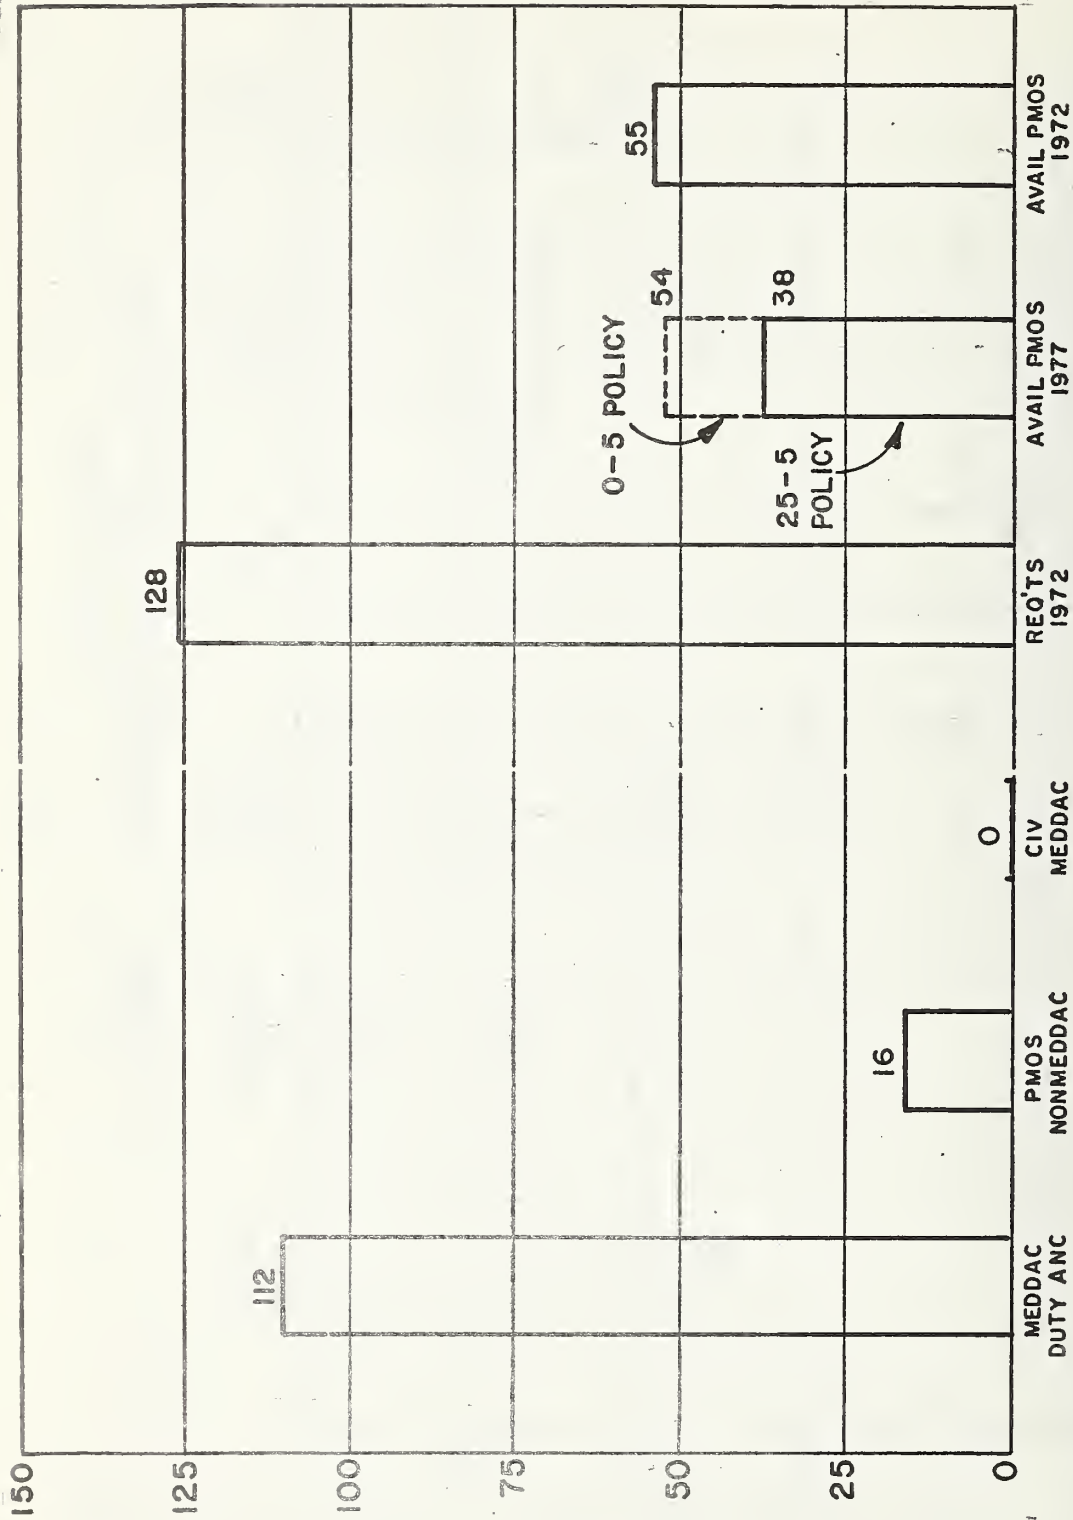 150
125
100
75
50
25
0
112
16
0
128
0-5 POLICY
54
25-5
POLICY
38
55
MEDDAC
DUTY ANC
PMOS
NONMEDDAC
CIV
MEDDAC
REQ'TS
1972
AVAIL PMOS
1977
AVAIL PMOS
1972